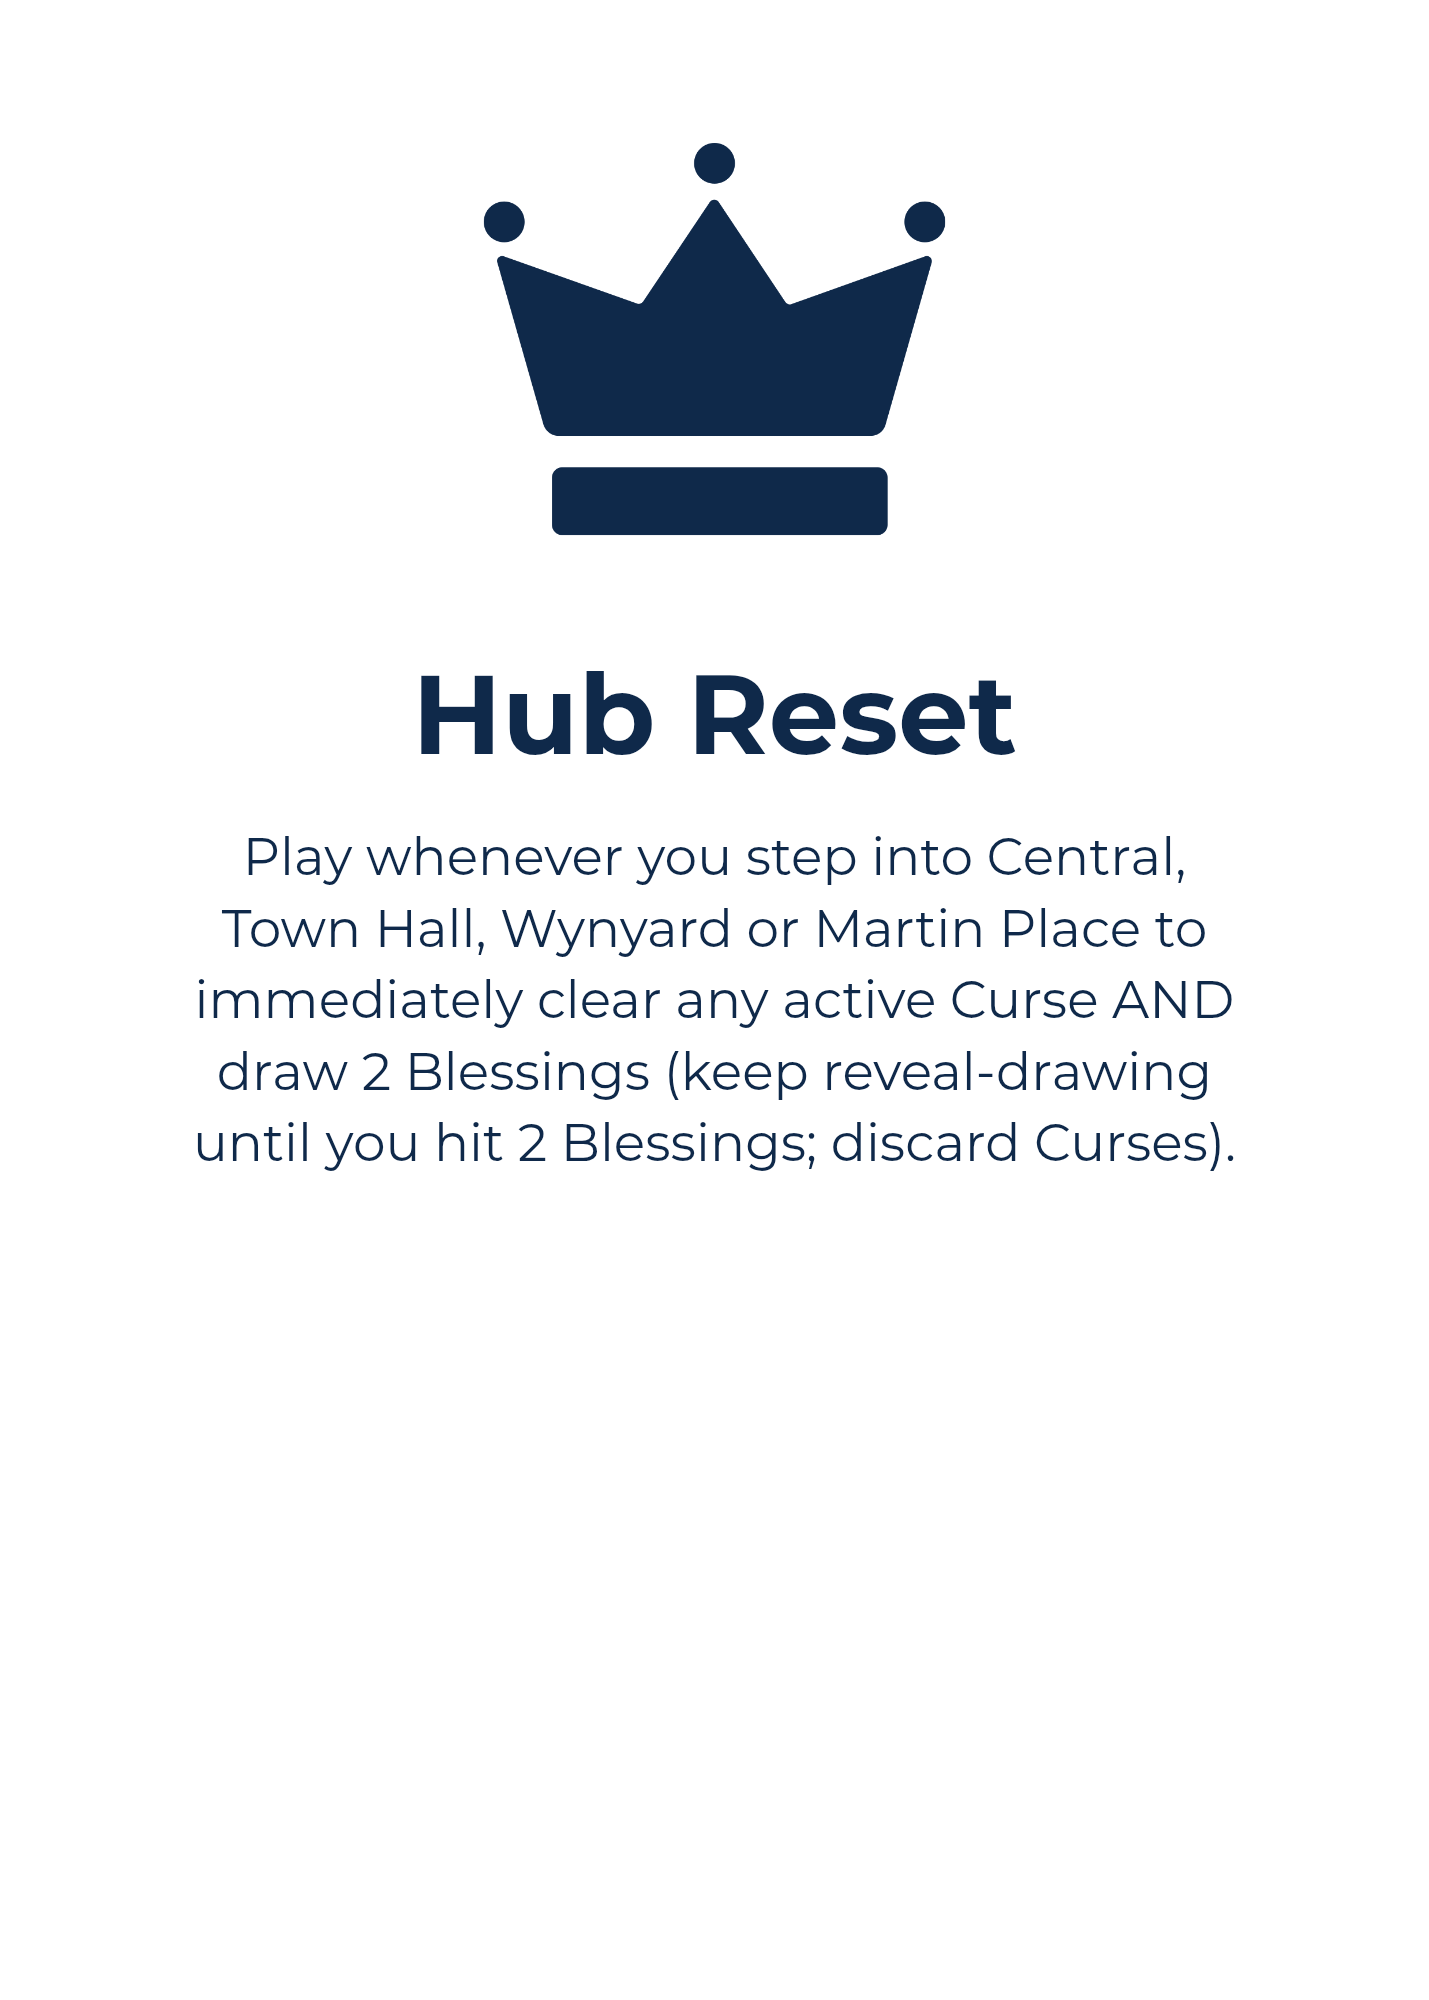 Hub Reset
Play whenever you step into Central,
Town Hall, Wynyard or Martin Place to
immediately clear any active Curse AND
draw 2 Blessings (keep reveal-drawing
until you hit 2 Blessings; discard Curses).